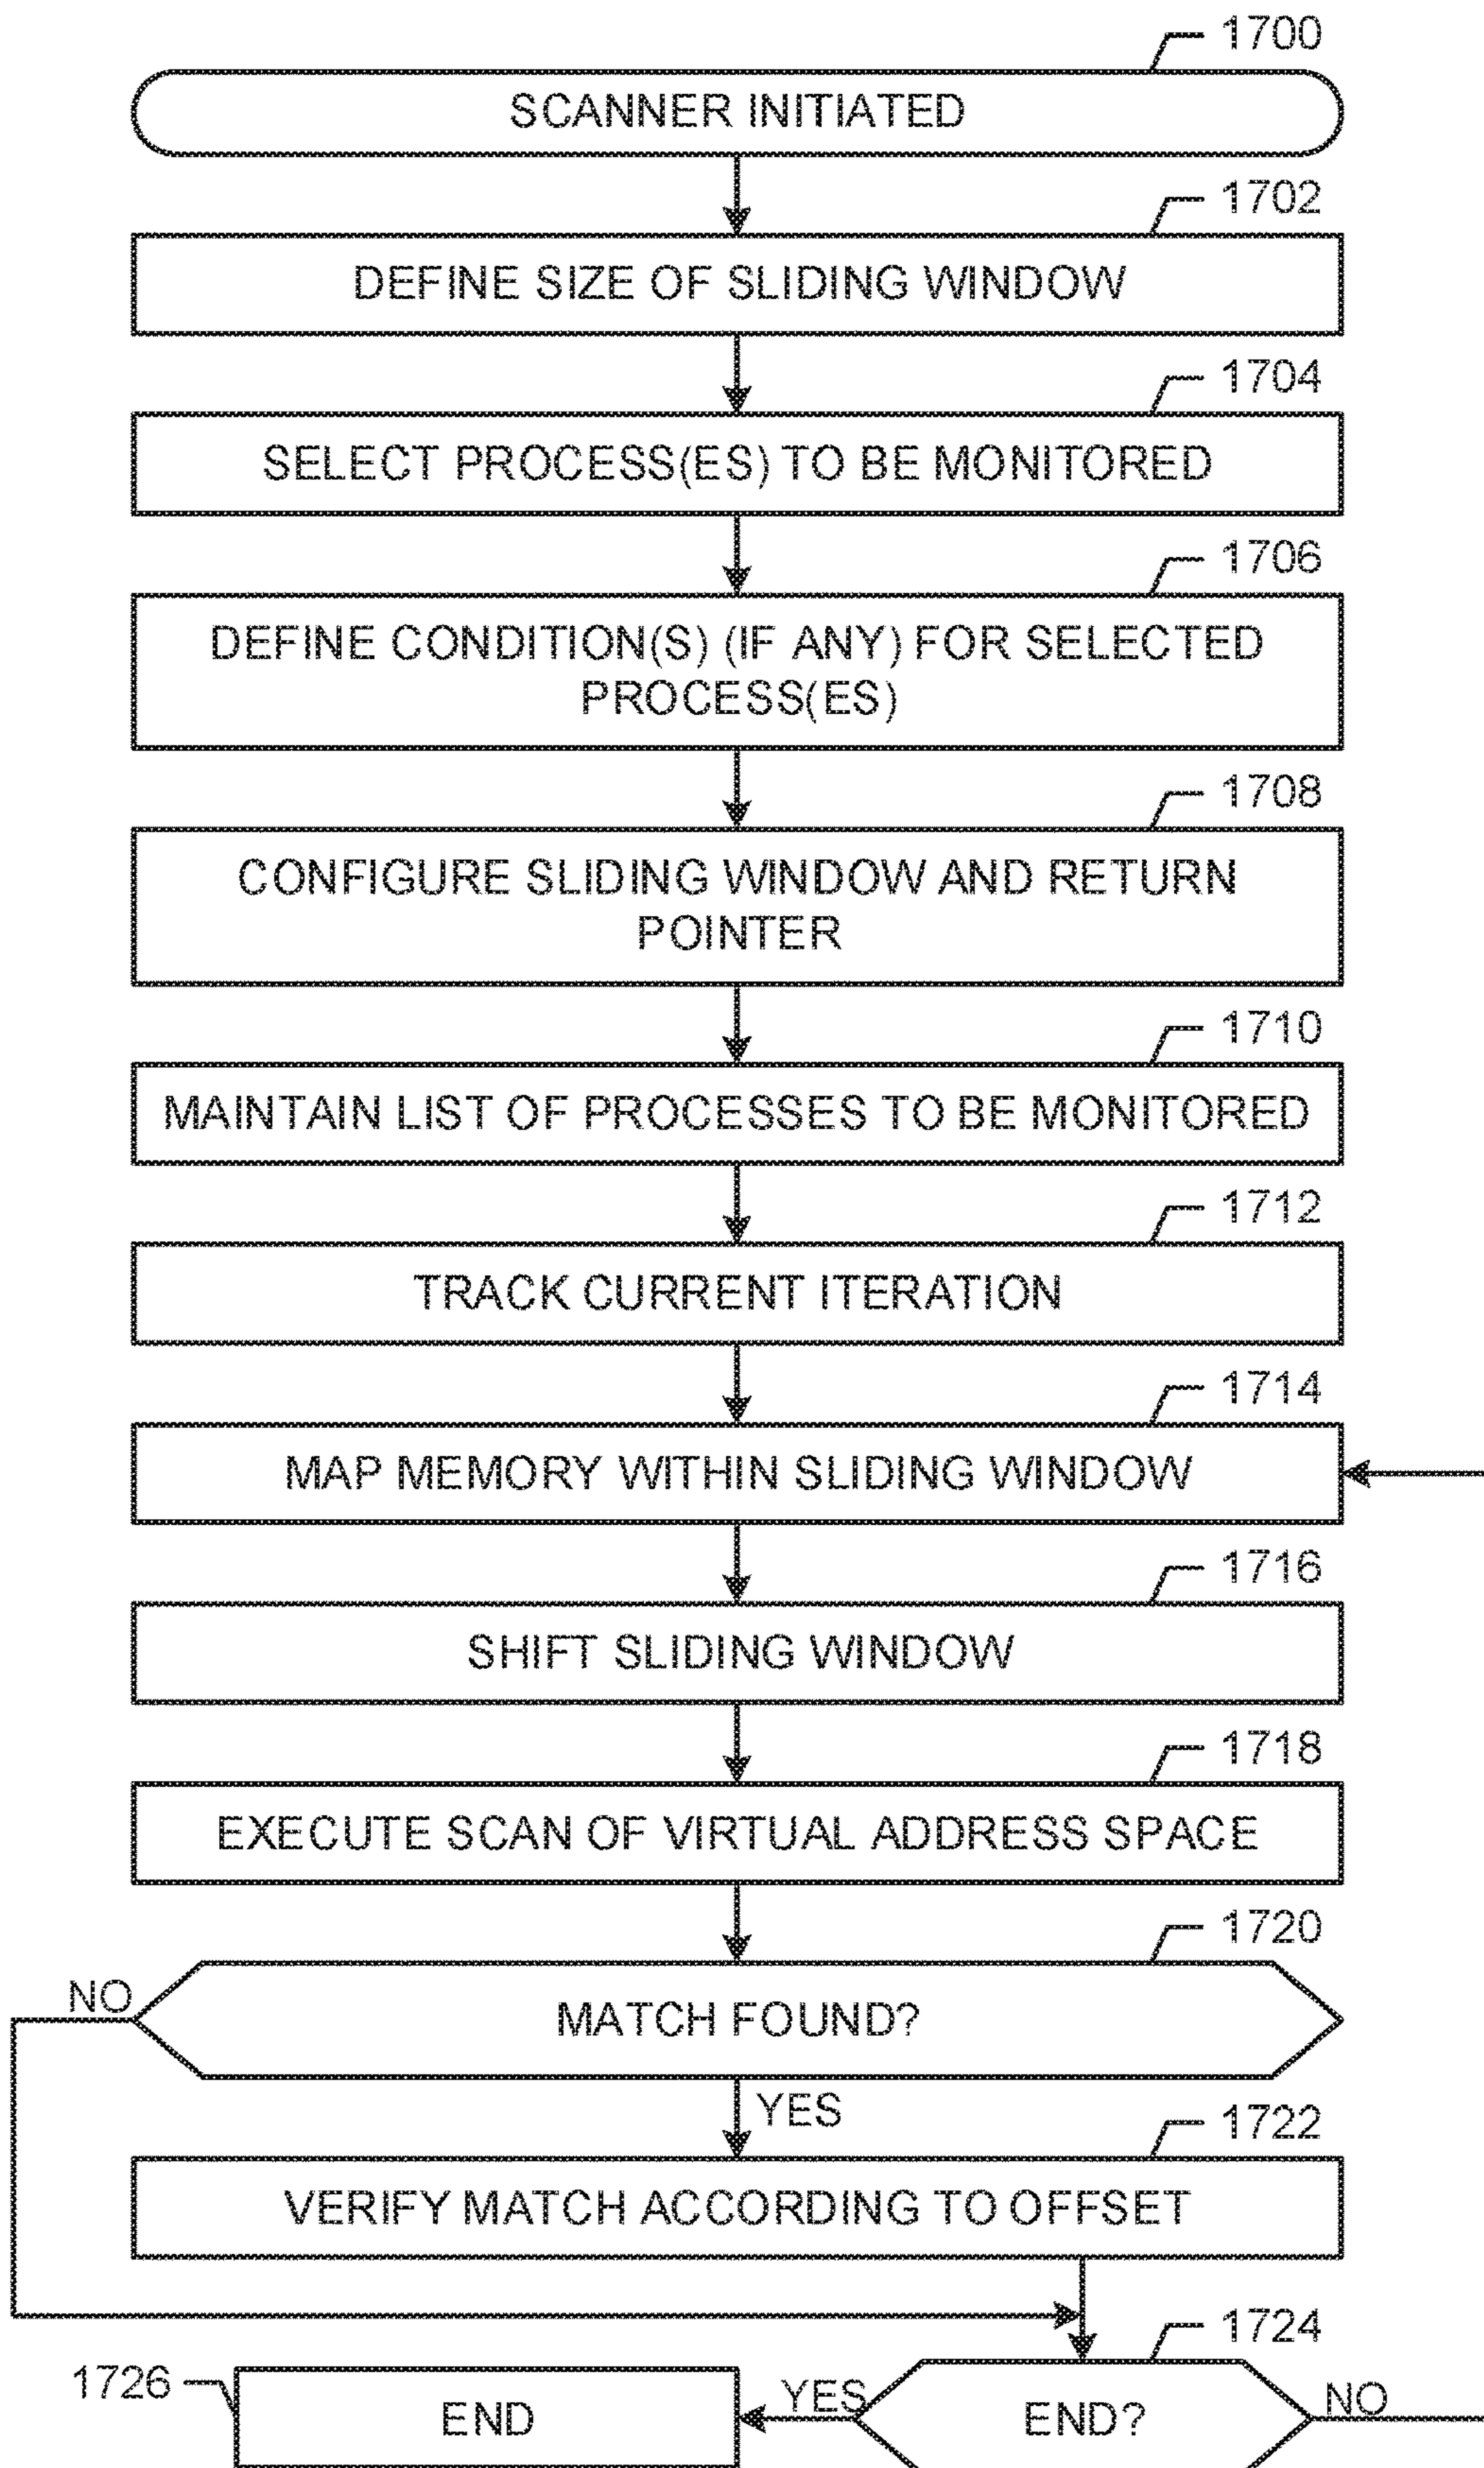 1700
SCANNER INITIATED
1702
DEFINE SIZE OF SLIDING WINDOW
1704
SELECT PROCESS(ES) TO BE MONITORED
1706
DEFINE CONDITION(S) (IF ANY) FOR SELECTED
PROCESS(ES)
1708
CONFIGURE SLIDING WINDOW AND RETURN
POINTER
1710
MAINTAIN LIST OF PROCESSES TO BE MONITORED
1712
TRACK CURRENT ITERATION
1714
MAP MEMORY WITHIN SLIDING WINDOW
1716
SHIFT SLIDING WINDOW
1718
EXECUTE SCAN OF VIRTUAL ADDRESS SPACE
1720
NO
MATCH FOUND?
YES
1722
VERIFY MATCH ACCORDING TO OFFSET
1724
1726
END
YES
END?
NO